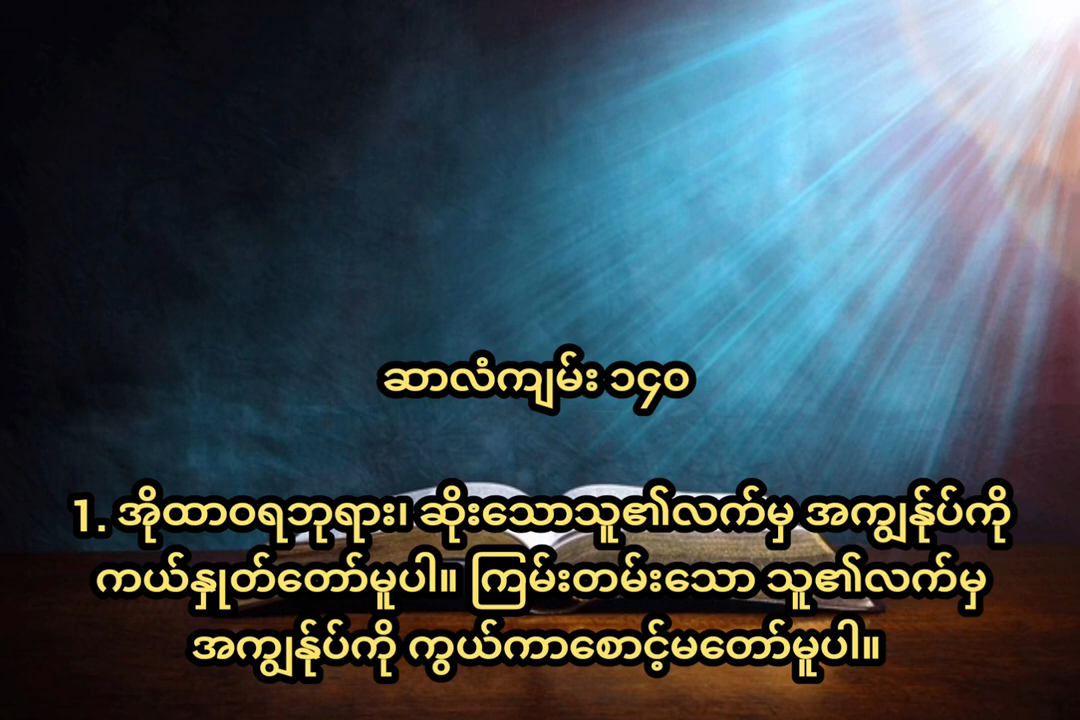 ဆာလံကျမ်း ၁၄၀
1. အိုထာဝရဘုရား၊ ဆိုးသောသူ၏လက်မှ အကျွန်ုပ်ကို
ကယ်နှုတ်တော်မူပါ။ ကြမ်းတမ်းသော သူ၏လက်မှ
အကျွန်ုပ်ကို ကွယ်ကာစောင့်မတော်မူပါ။